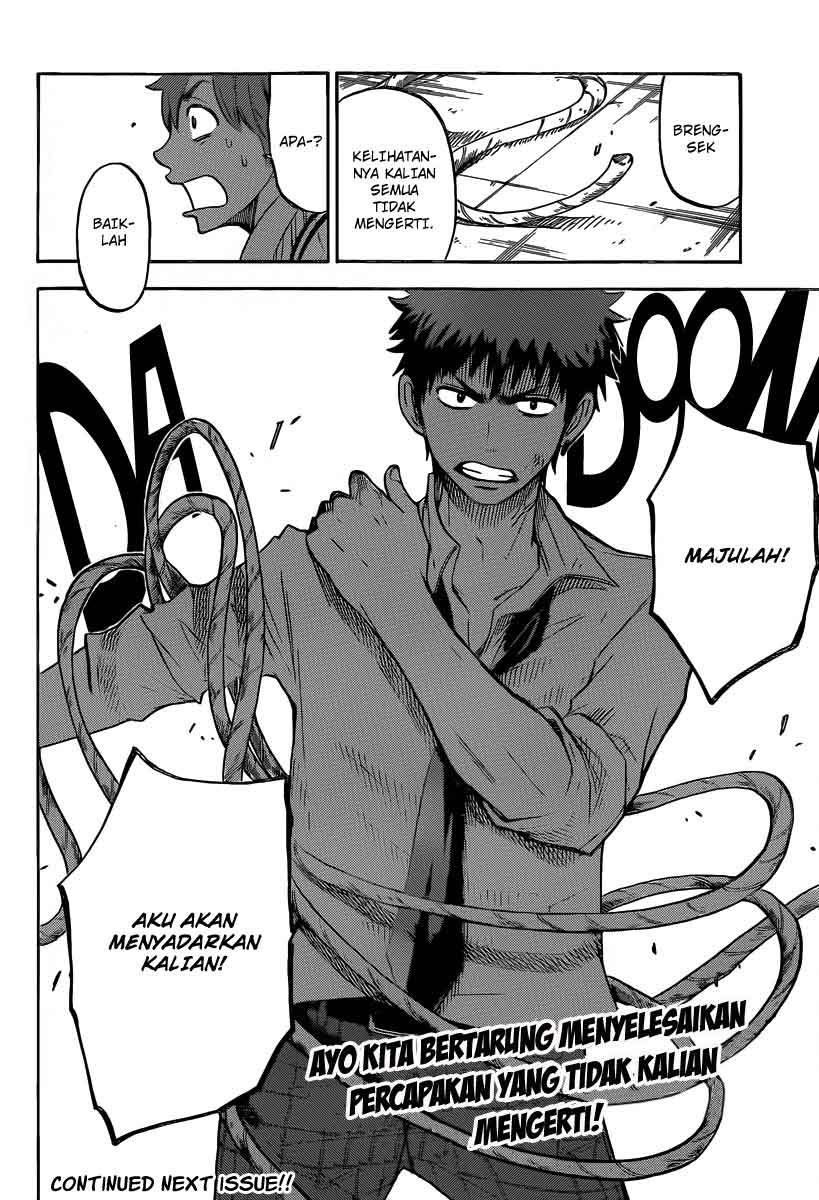 BRENG-
SEK
KELIHATAN-
NYA KALIAN
SEMUA
TIDAK
MENGERTI.
APA-?
BAIK-
LAH
DA
DOOM
MAJULAH!
AKU AKAN
MENYADARKAN
KALIAN!
AYO KITA BERTARUNG MENYELESAIKAN
PERCAPAKAN YANG TIDAK KALIAN
MENGERTI!
CONTINUED NEXT ISSUE!!